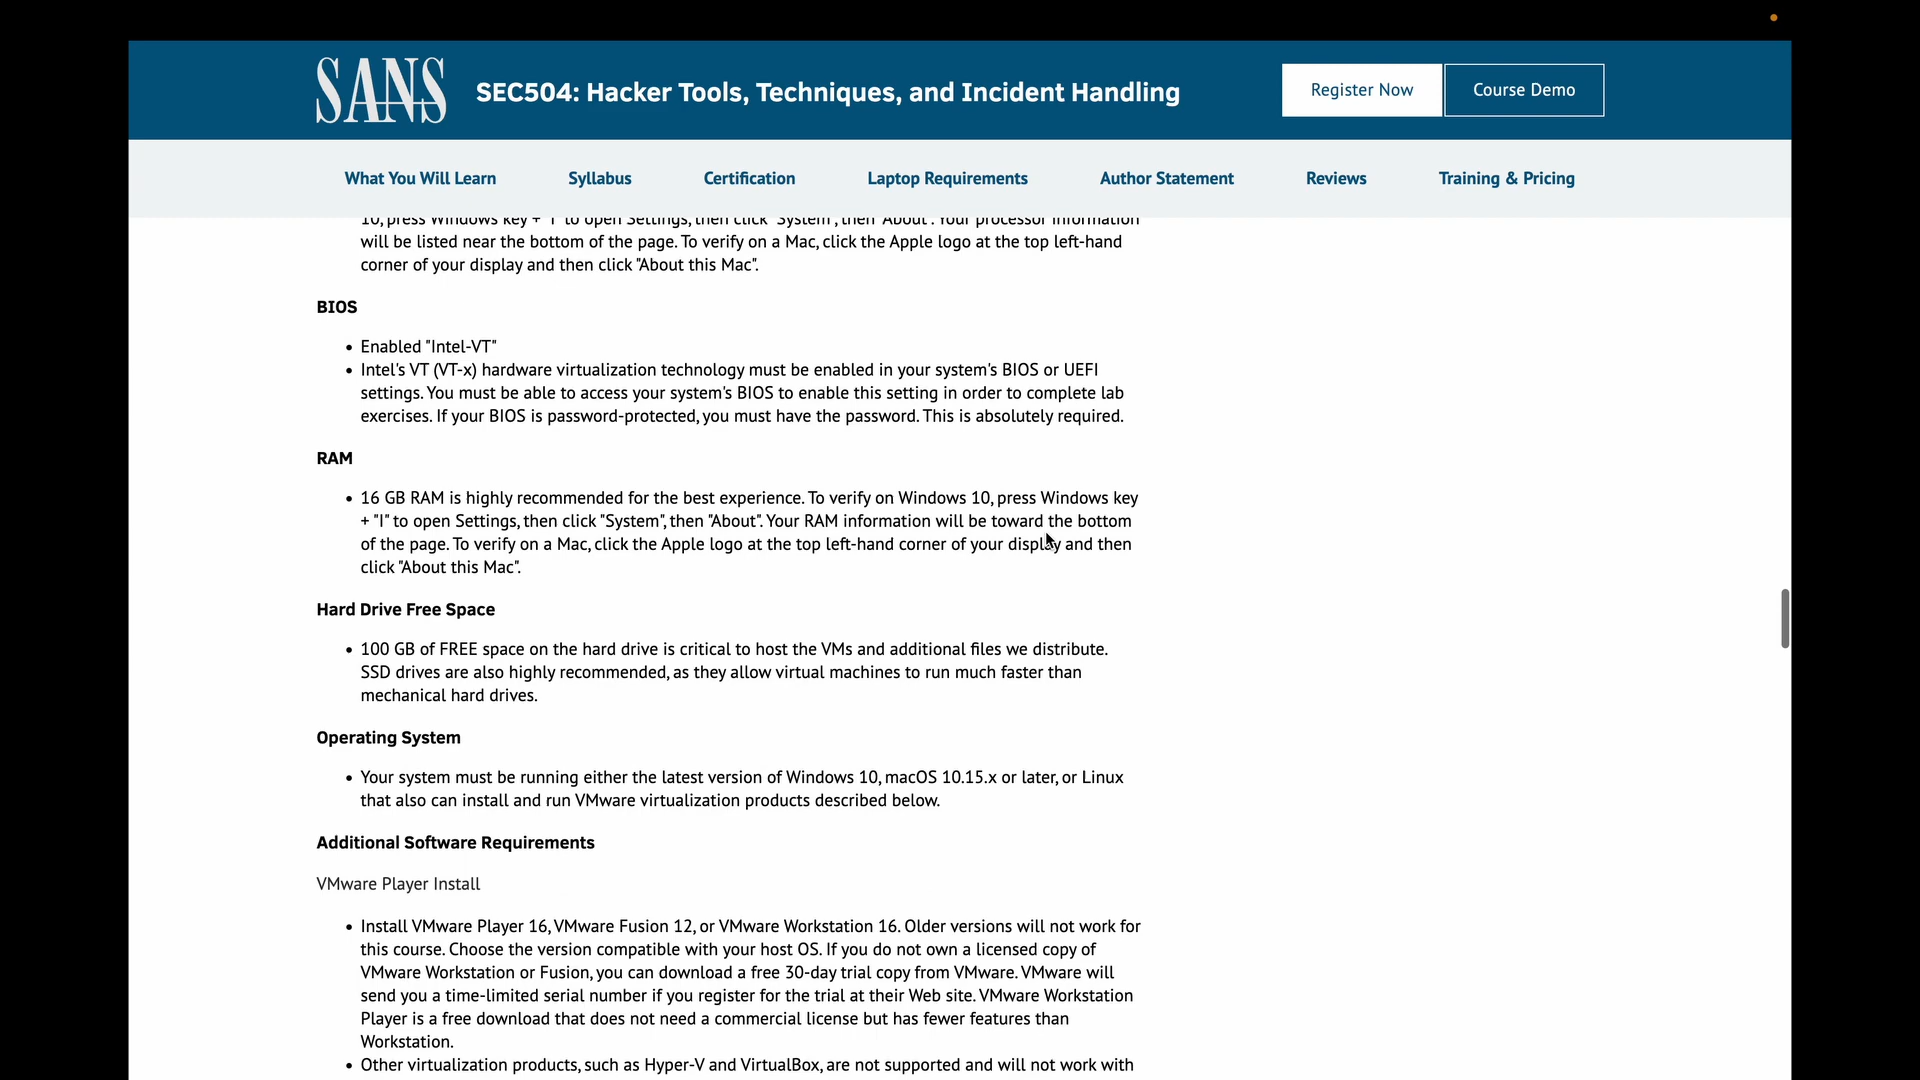 SANS
SEC504: Hacker Tools, Techniques, and Incident Handling
Register Now
Course Demo
What You Will Learn
Syllabus
Certification
Laptop Requirements
Author Statement
Reviews
Training & Pricing
10, press Windows key + "I" to open Settings, then click "System", then "About". Your processor information
will be listed near the bottom of the page. To verify on a Mac, click the Apple logo at the top left-hand
corner of your display and then click "About this Mac".
BIOS
• Enabled "Intel-VT"
• Intel's VT (VT-x) hardware virtualization technology must be enabled in your system's BIOS or UEFI
settings. You must be able to access your system's BIOS to enable this setting in order to complete lab
exercises. If your BIOS is password-protected, you must have the password. This is absolutely required.
RAM
• 16 GB RAM is highly recommended for the best experience. To verify on Windows 10, press Windows key
+ "I" to open Settings, then click "System", then "About". Your RAM information will be toward the bottom
of the page. To verify on a Mac, click the Apple logo at the top left-hand corner of your display and then
click "About this Mac".
Hard Drive Free Space
• 100 GB of FREE space on the hard drive is critical to host the VMs and additional files we distribute.
SSD drives are also highly recommended, as they allow virtual machines to run much faster than
mechanical hard drives.
Operating System
• Your system must be running either the latest version of Windows 10, macOS 10.15.x or later, or Linux
that also can install and run VMware virtualization products described below.
Additional Software Requirements
VMware Player Install
• Install VMware Player 16, VMware Fusion 12, or VMware Workstation 16. Older versions will not work for
this course. Choose the version compatible with your host OS. If you do not own a licensed copy of
VMware Workstation or Fusion, you can download a free 30-day trial copy from VMware. VMware will
send you a time-limited serial number if you register for the trial at their Web site. VMware Workstation
Player is a free download that does not need a commercial license but has fewer features than
Workstation.
• Other virtualization products, such as Hyper-V and VirtualBox, are not supported and will not work with